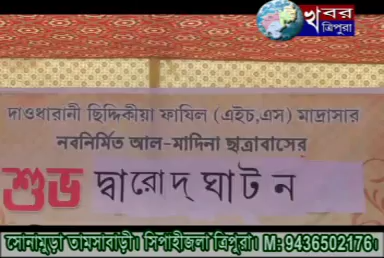 খবর
ত্রিপুরা
দাওধারানী ছিদ্দিকীয়া ফাযিল (এইচ,এস) মাদ্রাসার
নবনির্মিত আল-মাদিনা ছাত্রাবাসের
শুভ দ্বারোদ্ঘাটন
সোনামুড়া তামসাবাড়ী। সিপাহীজলা ত্রিপুরা। M: 9436502176।